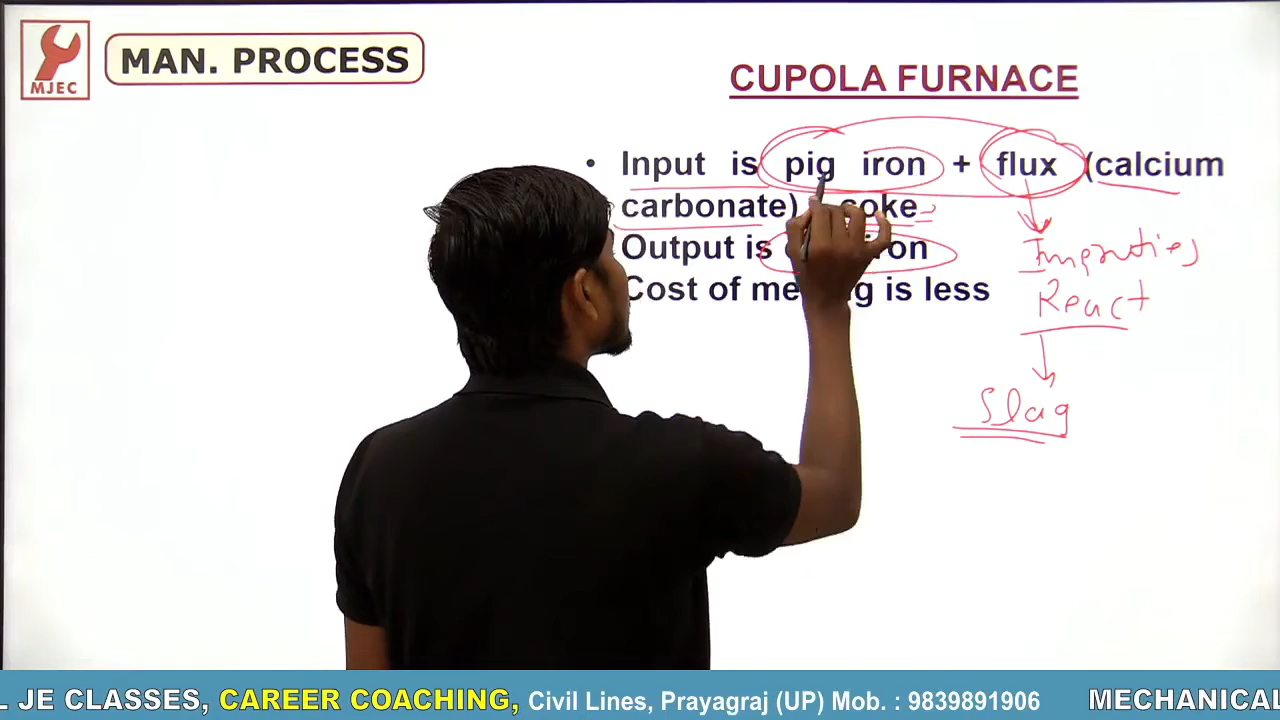 MJEC
MAN. PROCESS
CUPOLA FURNACE
• Input is pig iron + flux (calcium
carbonate) coke
Output is iron
Cost of is less
Impurities
React
Slag
L JE CLASSES, CAREER COACHING, Civil Lines, Prayagraj (UP) Mob. : 9839891906 MECHANICAL